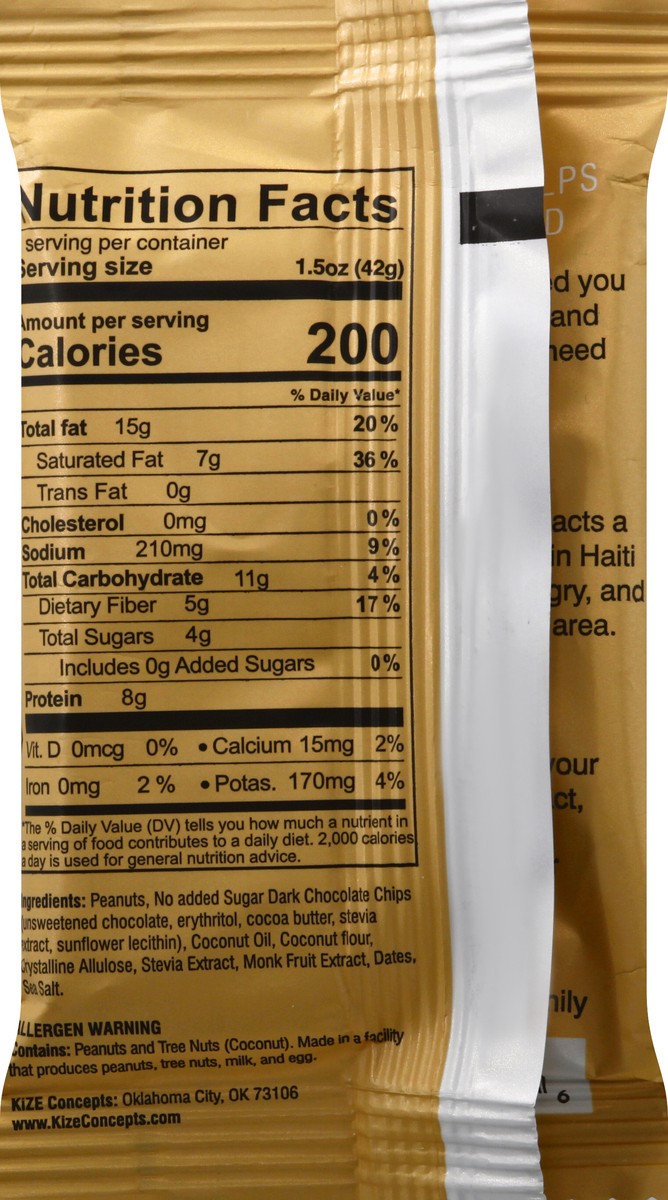 Nutrition Facts
serving per container
Serving size 1.5oz (42g)
Amount per serving
Calories 200
% Daily Value*
Total fat 15g 20%
Saturated Fat 7g 36%
Trans Fat 0g
Cholesterol 0mg 0%
Sodium 210mg 9%
Total Carbohydrate 11g 4%
Dietary Fiber 5g 17%
Total Sugars 4g
Includes 0g Added Sugars 0%
Protein 8g
Vit. D 0mcg 0% • Calcium 15mg 2%
Iron 0mg 2% • Potas. 170mg 4%
*The % Daily Value (DV) tells you how much a nutrient in
a serving of food contributes to a daily diet. 2,000 calories
a day is used for general nutrition advice.
Ingredients: Peanuts, No added Sugar Dark Chocolate Chips
(unsweetened chocolate, erythritol, cocoa butter, stevia
extract, sunflower lecithin), Coconut Oil, Coconut flour,
Crystalline Allulose, Stevia Extract, Monk Fruit Extract, Dates,
Sea Salt.
ALLERGEN WARNING
Contains: Peanuts and Tree Nuts (Coconut). Made in a facility
that produces peanuts, tree nuts, milk, and egg.
KiZE Concepts: Oklahoma City, OK 73106
www.KizeConcepts.com
LPS
D
ed you
and
need
acts a
in Haiti
gry, and
area.
your
ct,
nily
6